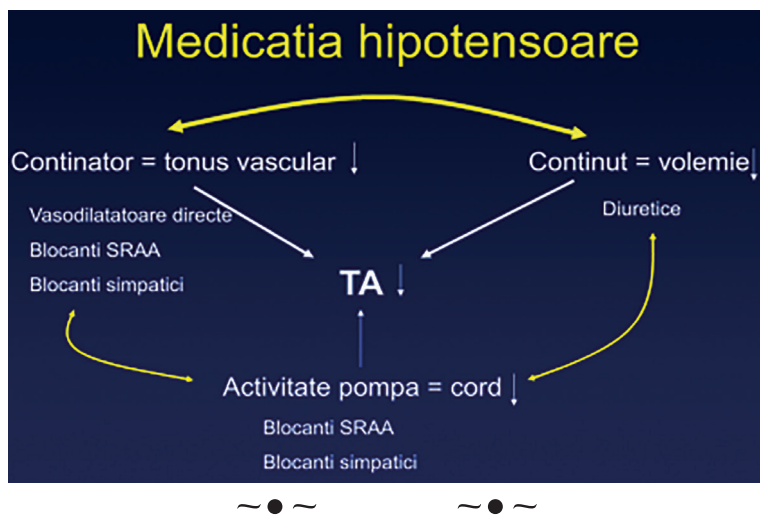 Medicatia hipotensoare
Continator = tonus vascular ↓
Continut = volemie↓
Vasodilatatoare directe
Blocanti SRAA
Blocanti simpatici
Diuretice
TA ↓
Activitate pompa = cord ↓
Blocanti SRAA
Blocanti simpatici
~●~ ~●~